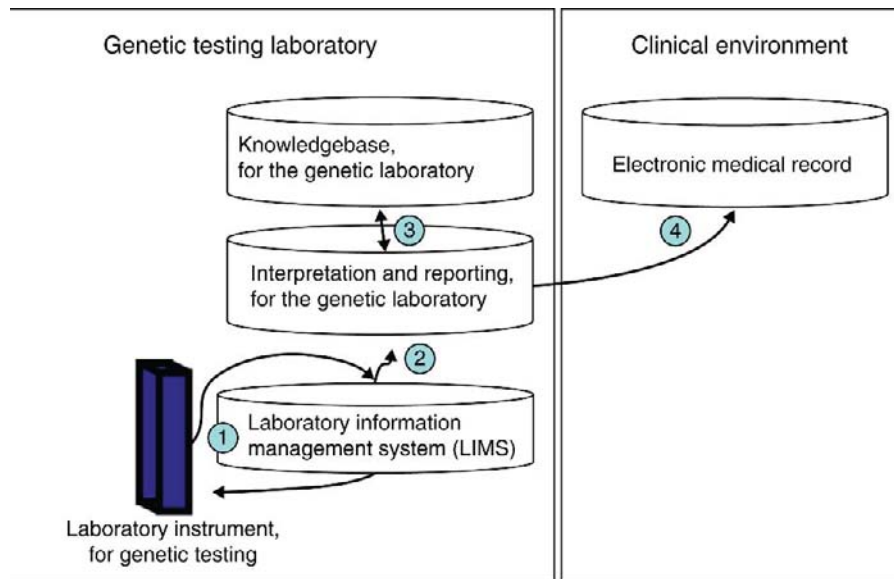 Genetic testing laboratory
Clinical environment
Knowledgebase,
for the genetic laboratory
Electronic medical record
3
4
Interpretation and reporting,
for the genetic laboratory
2
1
Laboratory information
management system (LIMS)
Laboratory instrument,
for genetic testing